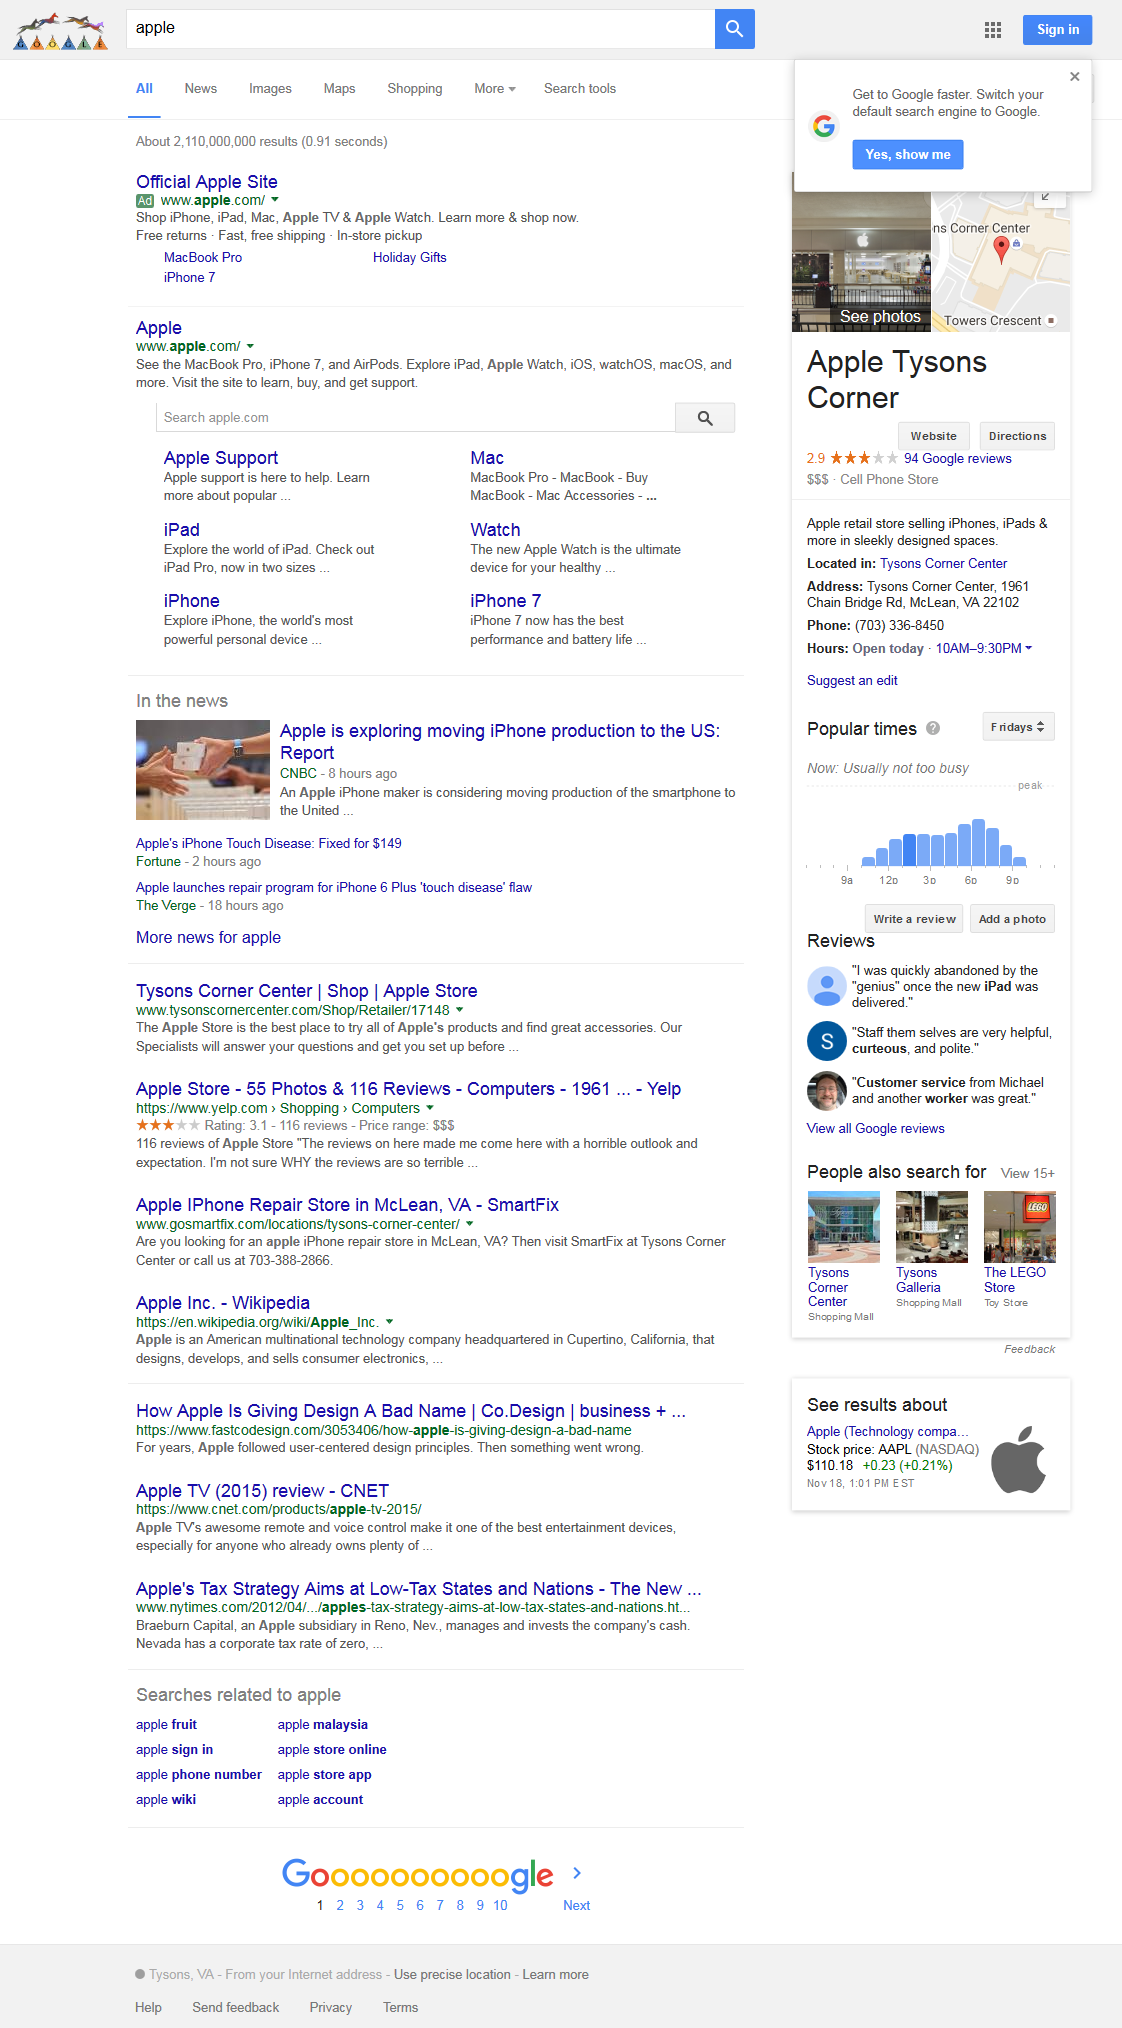 GOOGLE
apple
Sign in
All News Images Maps Shopping More Search tools
Get to Google faster. Switch your
default search engine to Google.
Yes, show me
About 2,110,000,000 results (0.91 seconds)
Official Apple Site
Ad www.apple.com/
Shop iPhone, iPad, Mac, Apple TV & Apple Watch. Learn more & shop now.
Free returns · Fast, free shipping · In-store pickup
MacBook Pro Holiday Gifts
iPhone 7
Apple
www.apple.com/
See the MacBook Pro, iPhone 7, and AirPods. Explore iPad, Apple Watch, iOS, watchOS, macOS, and
more. Visit the site to learn, buy, and get support.
Search apple.com
Apple Support
Apple support is here to help. Learn
more about popular ...
Mac
MacBook Pro - MacBook - Buy
MacBook - Mac Accessories - ...
iPad
Explore the world of iPad. Check out
iPad Pro, now in two sizes ...
Watch
The new Apple Watch is the ultimate
device for your healthy ...
iPhone
Explore iPhone, the world's most
powerful personal device ...
iPhone 7
iPhone 7 now has the best
performance and battery life ...
In the news
Apple is exploring moving iPhone production to the US:
Report
CNBC - 8 hours ago
An Apple iPhone maker is considering moving production of the smartphone to
the United ...
Apple's iPhone Touch Disease: Fixed for $149
Fortune - 2 hours ago
Apple launches repair program for iPhone 6 Plus 'touch disease' flaw
The Verge - 18 hours ago
More news for apple
Tysons Corner Center | Shop | Apple Store
www.tysonscornercenter.com/Shop/Retailer/17148
The Apple Store is the best place to try all of Apple's products and find great accessories. Our
Specialists will answer your questions and get you set up before ...
Apple Store - 55 Photos & 116 Reviews - Computers - 1961 ... - Yelp
https://www.yelp.com › Shopping › Computers
Rating: 3.1 - 116 reviews - Price range: $$$
116 reviews of Apple Store "The reviews on here made me come here with a horrible outlook and
expectation. I'm not sure WHY the reviews are so terrible ...
Apple IPhone Repair Store in McLean, VA - SmartFix
www.gosmartfix.com/locations/tysons-corner-center/
Are you looking for an apple iPhone repair store in McLean, VA? Then visit SmartFix at Tysons Corner
Center or call us at 703-388-2866.
Apple Inc. - Wikipedia
https://en.wikipedia.org/wiki/Apple_Inc.
Apple is an American multinational technology company headquartered in Cupertino, California, that
designs, develops, and sells consumer electronics, ...
How Apple Is Giving Design A Bad Name | Co.Design | business + ...
https://www.fastcodesign.com/3053406/how-apple-is-giving-design-a-bad-name
For years, Apple followed user-centered design principles. Then something went wrong.
Apple TV (2015) review - CNET
https://www.cnet.com/products/apple-tv-2015/
Apple TV's awesome remote and voice control make it one of the best entertainment devices,
especially for anyone who already owns plenty of ...
Apple's Tax Strategy Aims at Low-Tax States and Nations - The New ...
www.nytimes.com/2012/04/.../apples-tax-strategy-aims-at-low-tax-states-and-nations.ht...
Braeburn Capital, an Apple subsidiary in Reno, Nev., manages and invests the company's cash.
Nevada has a corporate tax rate of zero, ...
Searches related to apple
apple fruit apple malaysia
apple sign in apple store online
apple phone number apple store app
apple wiki apple account
Goooooooooogle
1 2 3 4 5 6 7 8 9 10 Next
See photos
ns Corner Center
Towers Crescent
Apple Tysons
Corner
Website Directions
2.9 94 Google reviews
$$$ · Cell Phone Store
Apple retail store selling iPhones, iPads &
more in sleekly designed spaces.
Located in: Tysons Corner Center
Address: Tysons Corner Center, 1961
Chain Bridge Rd, McLean, VA 22102
Phone: (703) 336-8450
Hours: Open today · 10AM–9:30PM
Suggest an edit
Popular times ? Fridays
Now: Usually not too busy
peak
9a 12p 3p 6p 9p
Write a review Add a photo
Reviews
"I was quickly abandoned by the
"genius" once the new iPad was
delivered."
S
"Staff them selves are very helpful,
curteous, and polite."
"Customer service from Michael
and another worker was great."
View all Google reviews
People also search for View 15+
LEGO
Tysons
Corner
Center
Shopping Mall
Tysons
Galleria
Shopping Mall
The LEGO
Store
Toy Store
Feedback
See results about
Apple (Technology compa...
Stock price: AAPL (NASDAQ)
$110.18 +0.23 (+0.21%)
Nov 18, 1:01 PM EST
Tysons, VA - From your Internet address - Use precise location - Learn more
Help Send feedback Privacy Terms